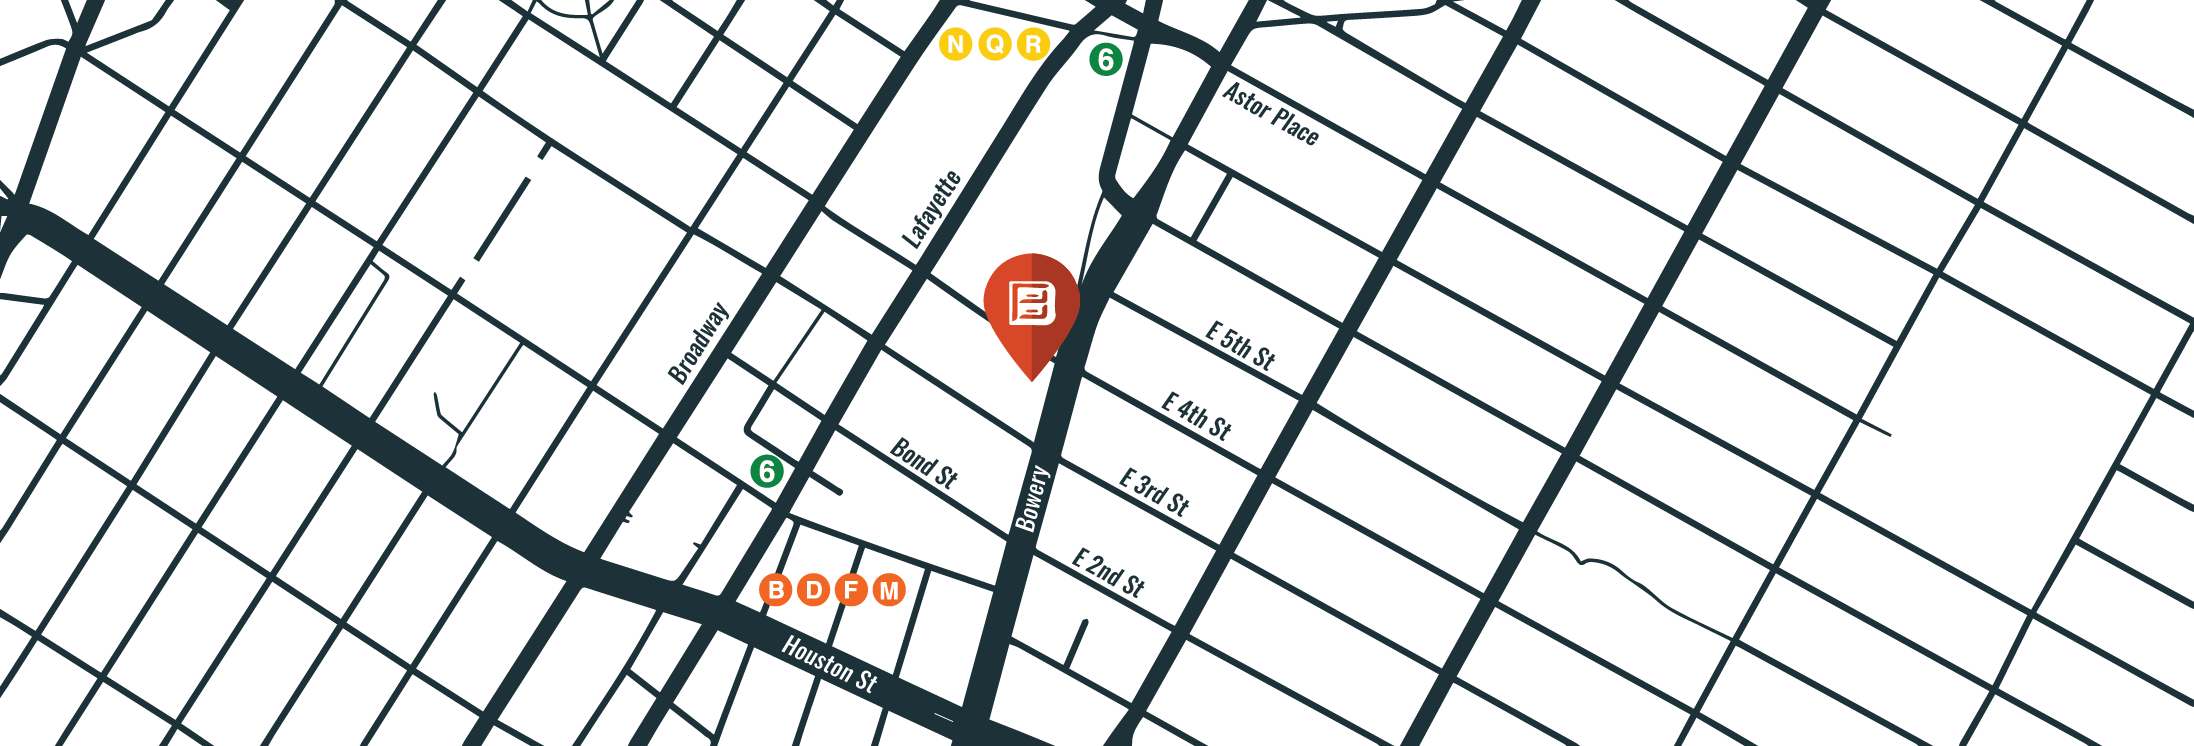 N Q R
6
Astor Place
Lafayette
Broadway
E 5th St
E 4th St
Bond St
6
Bowery
E 3rd St
E 2nd St
B D F M
Houston St